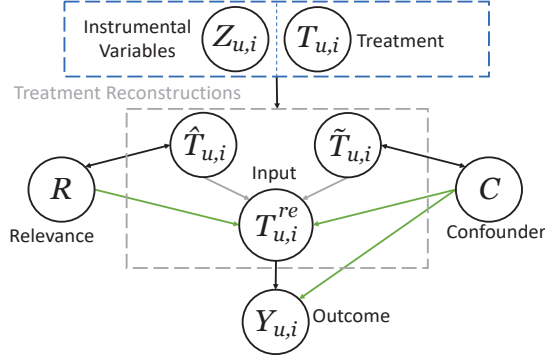 Instrumental
Variables
Z_{u,i}
T_{u,i}
Treatment
Treatment Reconstructions
T̂_{u,i}
T̃_{u,i}
Input
R
T^{re}_{u,i}
C
Relevance
Confounder
Y_{u,i}
Outcome